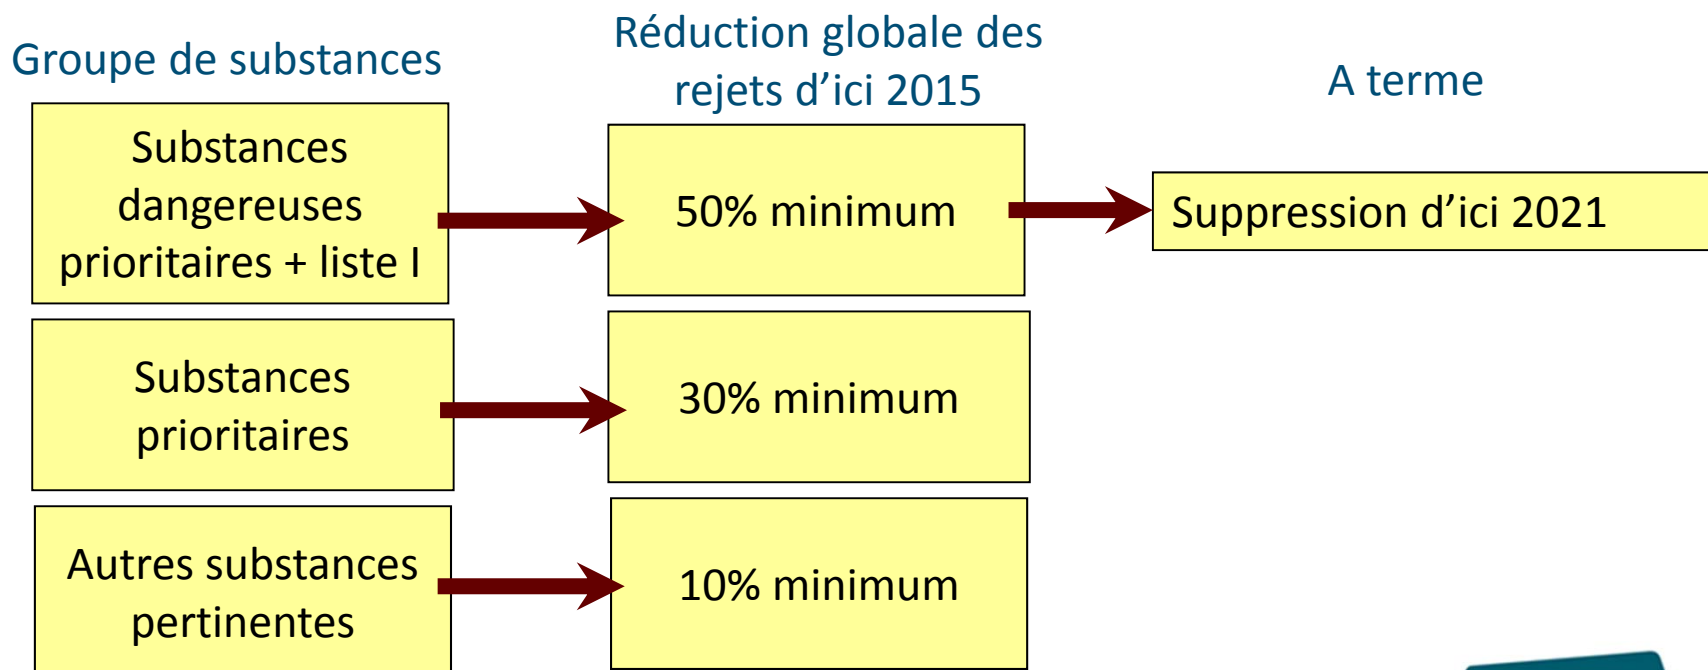 Groupe de substances
Réduction globale des
rejets d’ici 2015
A terme
Substances
dangereuses
prioritaires + liste I
50% minimum
Suppression d’ici 2021
Substances
prioritaires
30% minimum
Autres substances
pertinentes
10% minimum